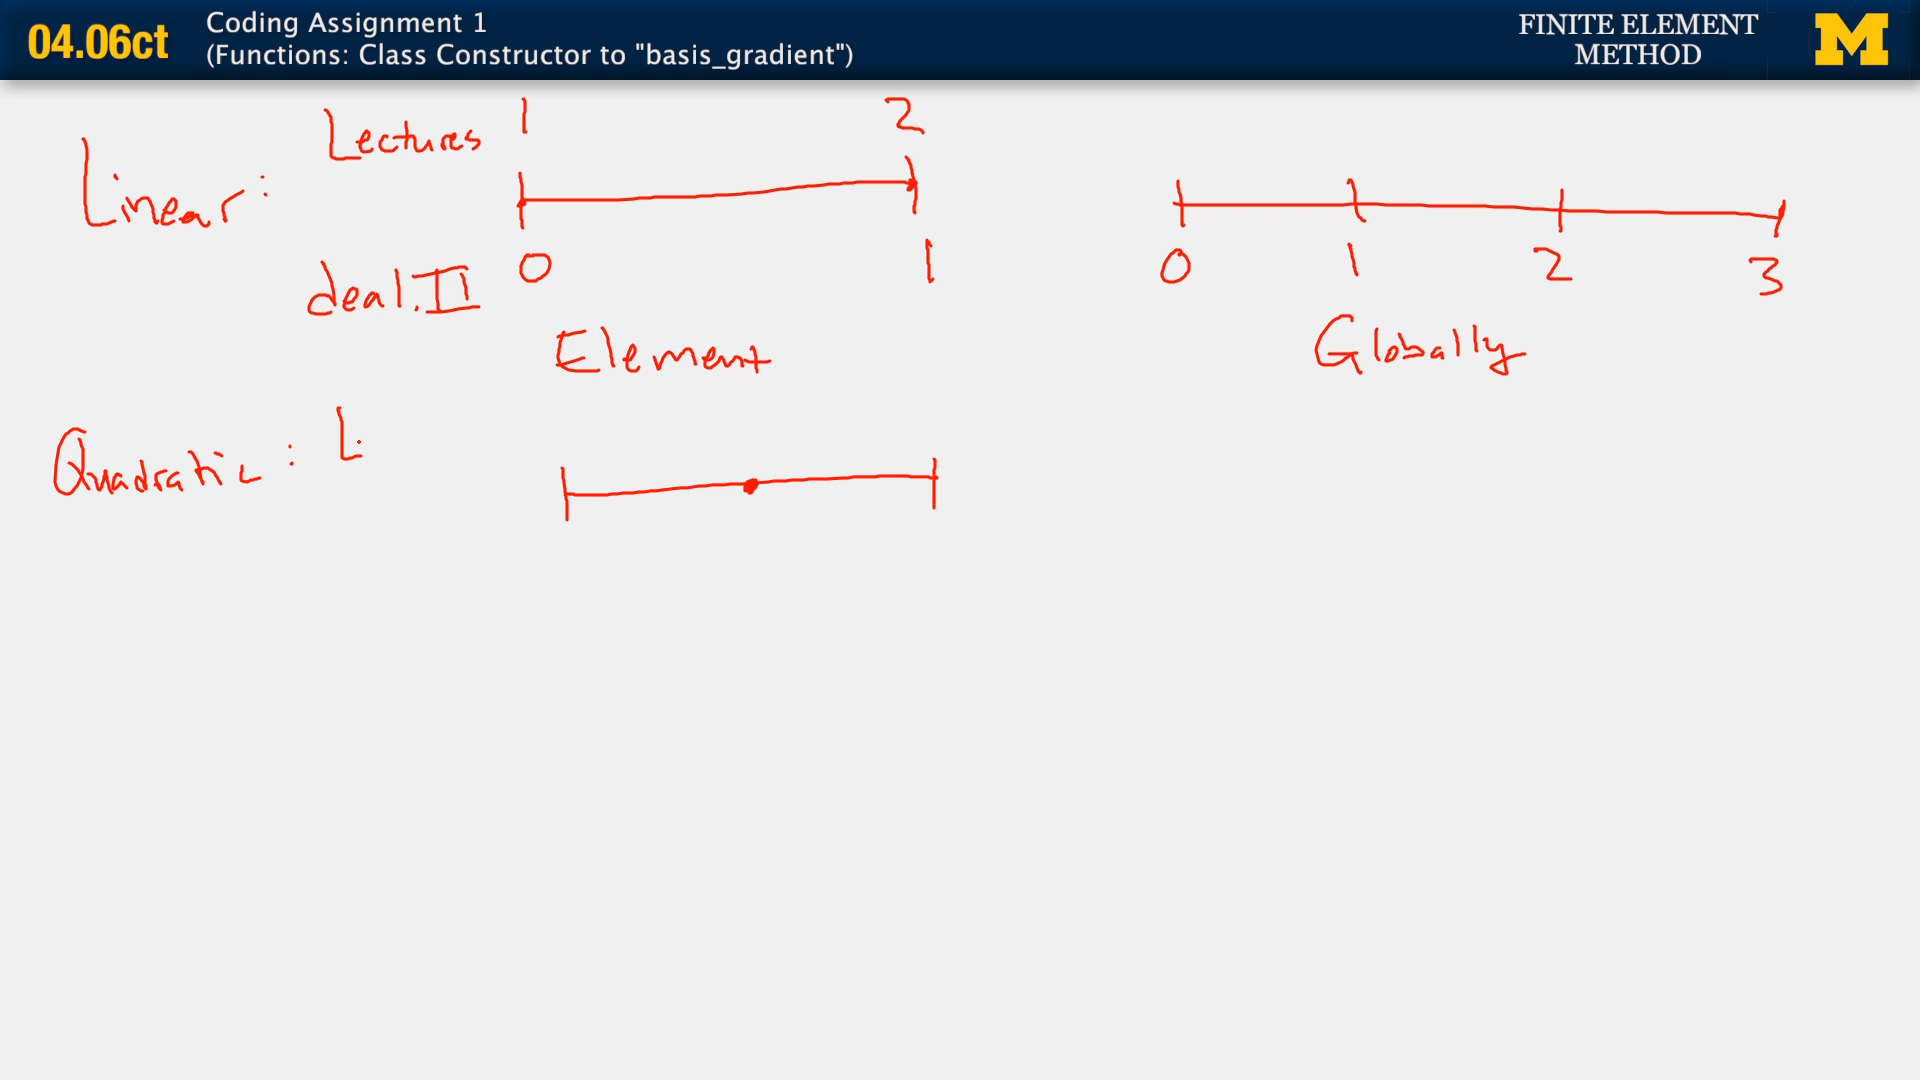 04.06ct
Coding Assignment 1
(Functions: Class Constructor to "basis_gradient")
FINITE ELEMENT
METHOD
M
Linear:
Lectures 1 2
deal.II 0 1
Element
0 1 2 3
Globally
Quadratic: L